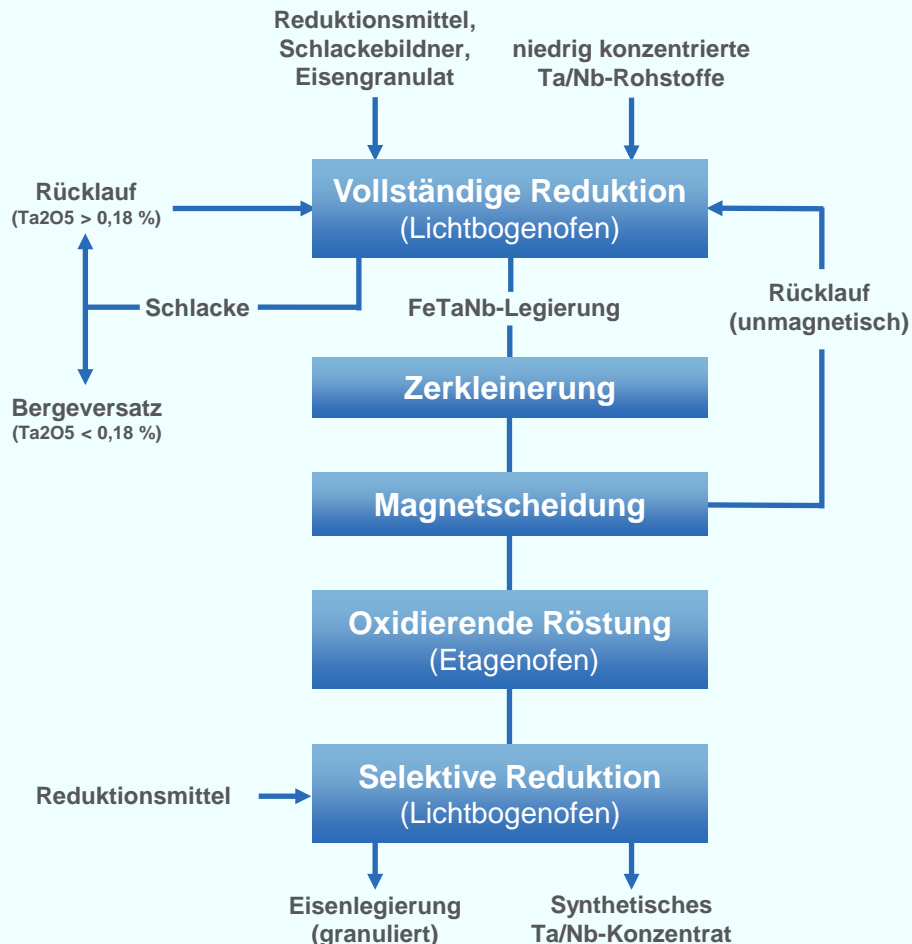 Reduktionsmittel,
Schlackebildner,
Eisengranulat
niedrig konzentrierte
Ta/Nb-Rohstoffe
Vollständige Reduktion
(Lichtbogenofen)
Rücklauf
(Ta2O5 > 0,18 %)
Schlacke
FeTaNb-Legierung
Rücklauf
(unmagnetisch)
Zerkleinerung
Bergeversatz
(Ta2O5 < 0,18 %)
Magnetscheidung
Oxidierende Röstung
(Etagenofen)
Selektive Reduktion
(Lichtbogenofen)
Reduktionsmittel
Eisenlegierung
(granuliert)
Synthetisches
Ta/Nb-Konzentrat